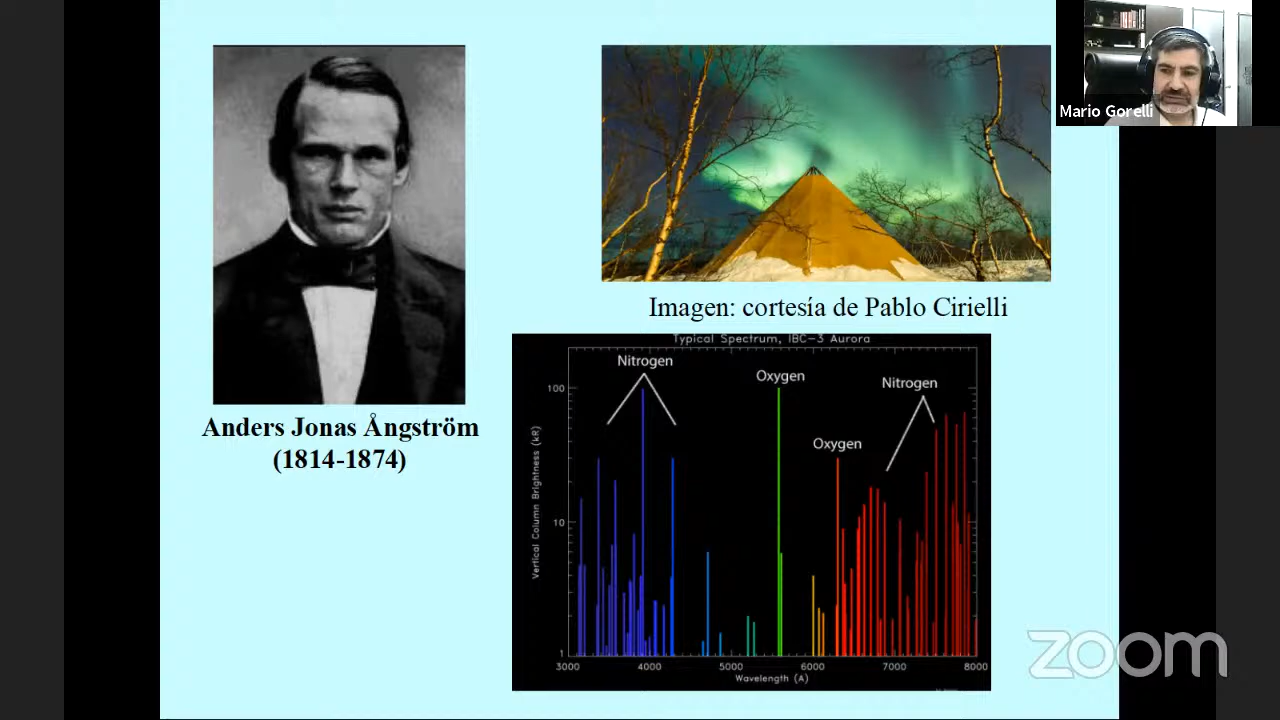 Mario Gorelli
Imagen: cortesía de Pablo Cirielli
Anders Jonas Ångström
(1814-1874)
Typical Spectrum, IBC-3 Aurora
Nitrogen
Oxygen
Nitrogen
Oxygen
Vertical Column Brightness (kR)
100
10
1
3000 4000 5000 6000 7000 8000
Wavelength (A)
zoom